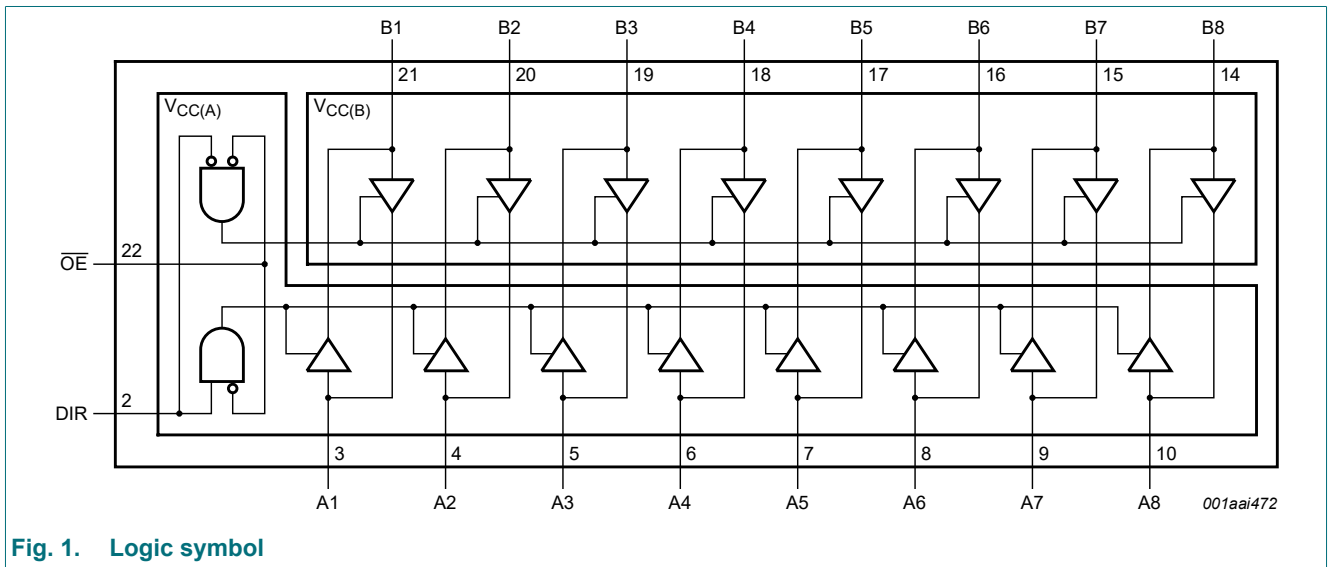 B1 B2 B3 B4 B5 B6 B7 B8
21 20 19 18 17 16 15 14
VCC(A) VCC(B)
22
OE
2
DIR
3 4 5 6 7 8 9 10
A1 A2 A3 A4 A5 A6 A7 A8 001aai472
Fig. 1. Logic symbol